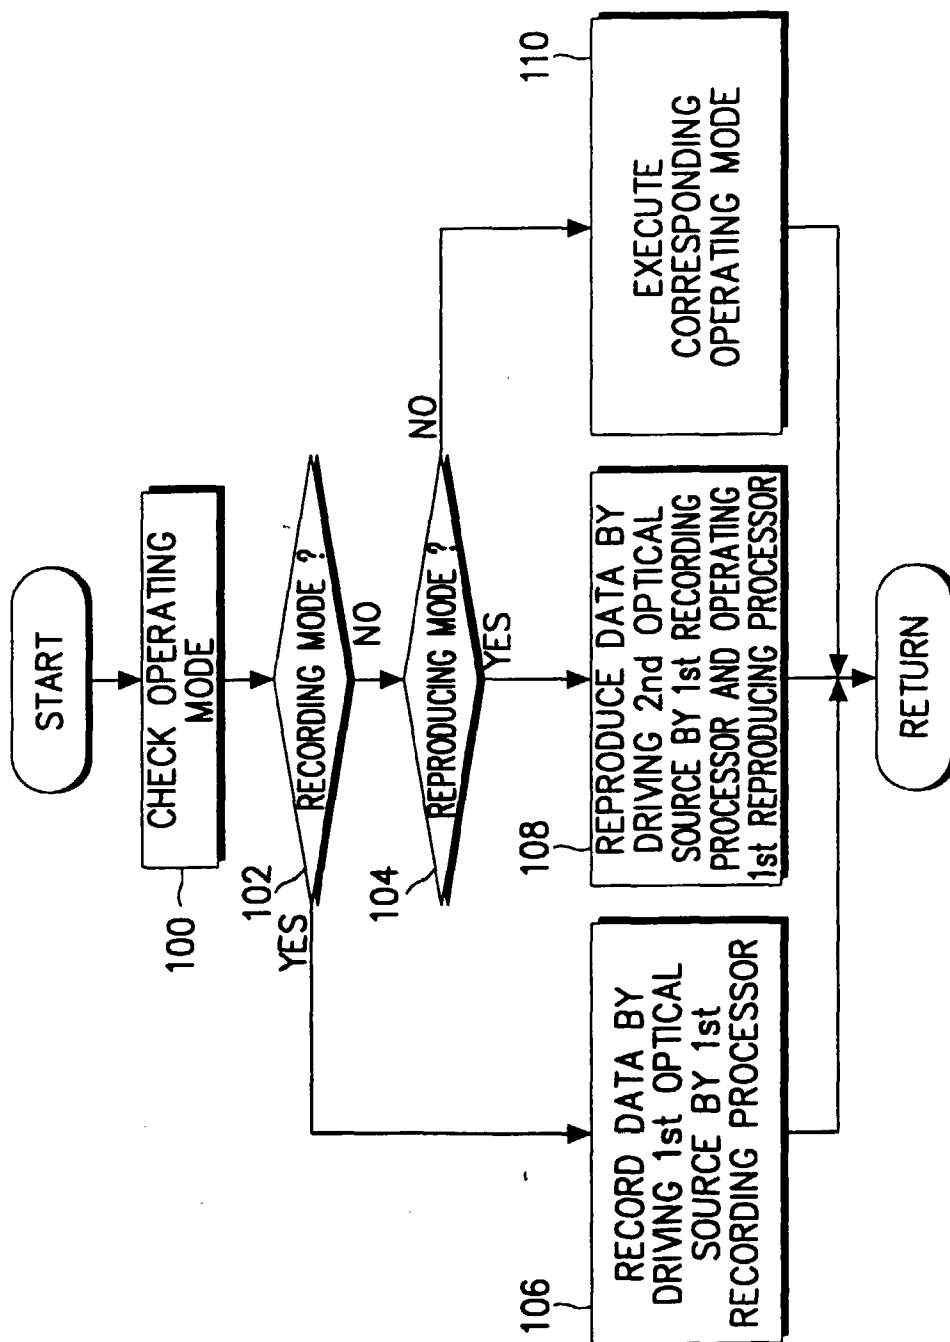 START
CHECK OPERATING
MODE
100
RECORDING MODE ?
102
YES
NO
REPRODUCING MODE ?
104
NO
YES
RECORD DATA BY
DRIVING 1st OPTICAL
SOURCE BY 1st
RECORDING PROCESSOR
106
REPRODUCE DATA BY
DRIVING 2nd OPTICAL
SOURCE BY 1st RECORDING
PROCESSOR AND OPERATING
1st REPRODUCING PROCESSOR
108
EXECUTE
CORRESPONDING
OPERATING MODE
110
RETURN